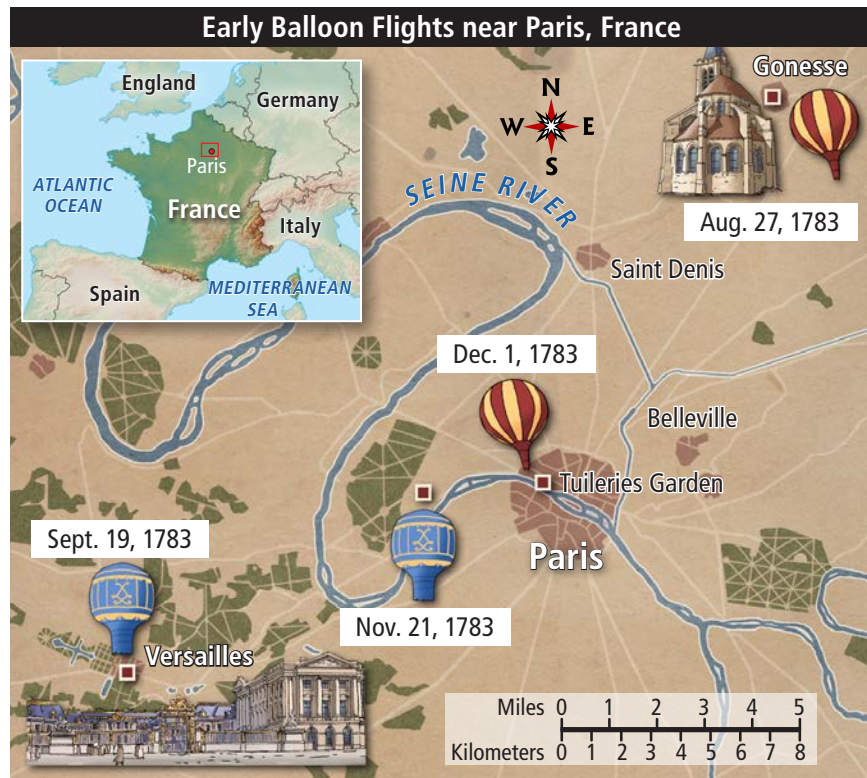 Early Balloon Flights near Paris, France
England
Germany
Paris
ATLANTIC
OCEAN
France
Italy
Spain
MEDITERRANEAN
SEA
N
W E
S
Gonesse
SEINE RIVER
Aug. 27, 1783
Saint Denis
Dec. 1, 1783
Belleville
Tuileries Garden
Sept. 19, 1783
Paris
Nov. 21, 1783
Versailles
Miles 0 1 2 3 4 5
Kilometers 0 1 2 3 4 5 6 7 8